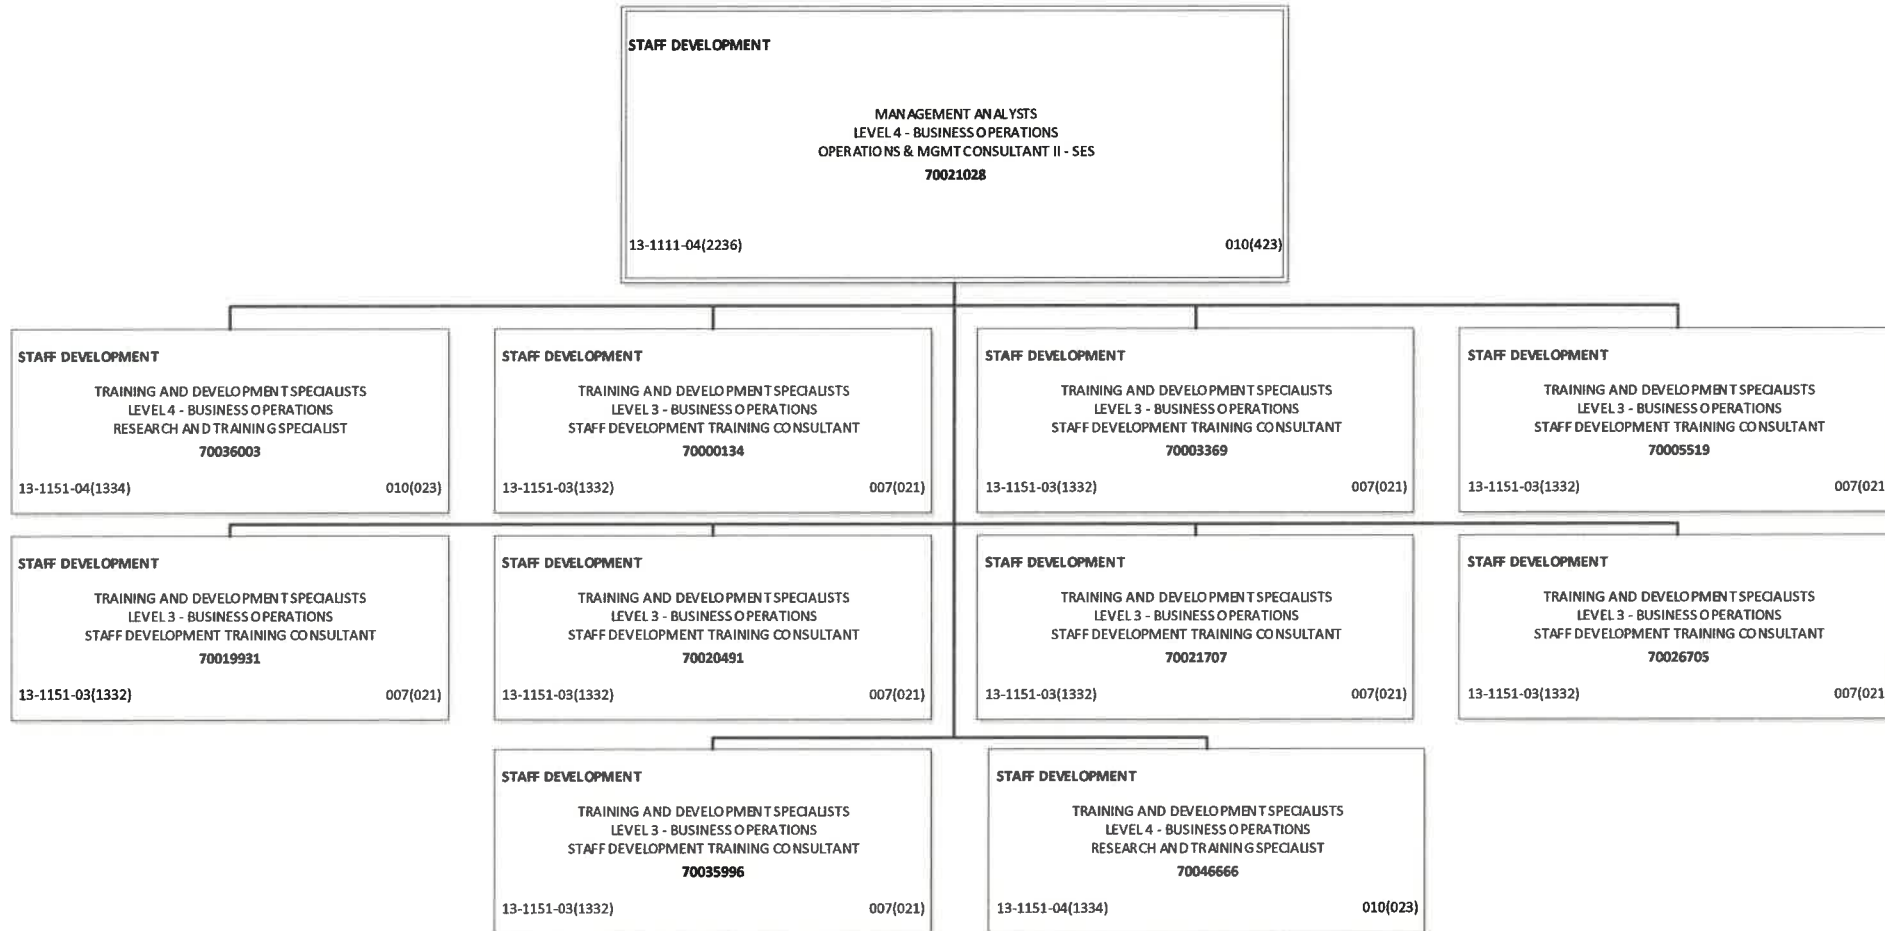 STAFF DEVELOPMENT
MANAGEMENT ANALYSTS
LEVEL 4 - BUSINESS OPERATIONS
OPERATIONS & MGMT CONSULTANT II - SES
70021028
13-1111-04(2236) 010(423)
STAFF DEVELOPMENT
TRAINING AND DEVELOPMENT SPECIALISTS
LEVEL 4 - BUSINESS OPERATIONS
RESEARCH AND TRAINING SPECIALIST
70036003
13-1151-04(1334) 010(023)
STAFF DEVELOPMENT
TRAINING AND DEVELOPMENT SPECIALISTS
LEVEL 3 - BUSINESS OPERATIONS
STAFF DEVELOPMENT TRAINING CONSULTANT
70000134
13-1151-03(1332) 007(021)
STAFF DEVELOPMENT
TRAINING AND DEVELOPMENT SPECIALISTS
LEVEL 3 - BUSINESS OPERATIONS
STAFF DEVELOPMENT TRAINING CONSULTANT
70003369
13-1151-03(1332) 007(021)
STAFF DEVELOPMENT
TRAINING AND DEVELOPMENT SPECIALISTS
LEVEL 3 - BUSINESS OPERATIONS
STAFF DEVELOPMENT TRAINING CONSULTANT
70005519
13-1151-03(1332) 007(021
STAFF DEVELOPMENT
TRAINING AND DEVELOPMENT SPECIALISTS
LEVEL 3 - BUSINESS OPERATIONS
STAFF DEVELOPMENT TRAINING CONSULTANT
70019931
13-1151-03(1332) 007(021)
STAFF DEVELOPMENT
TRAINING AND DEVELOPMENT SPECIALISTS
LEVEL 3 - BUSINESS OPERATIONS
STAFF DEVELOPMENT TRAINING CONSULTANT
70020491
13-1151-03(1332) 007(021)
STAFF DEVELOPMENT
TRAINING AND DEVELOPMENT SPECIALISTS
LEVEL 3 - BUSINESS OPERATIONS
STAFF DEVELOPMENT TRAINING CONSULTANT
70021707
13-1151-03(1332) 007(021)
STAFF DEVELOPMENT
TRAINING AND DEVELOPMENT SPECIALISTS
LEVEL 3 - BUSINESS OPERATIONS
STAFF DEVELOPMENT TRAINING CONSULTANT
70026705
13-1151-03(1332) 007(021
STAFF DEVELOPMENT
TRAINING AND DEVELOPMENT SPECIALISTS
LEVEL 3 - BUSINESS OPERATIONS
STAFF DEVELOPMENT TRAINING CONSULTANT
70035996
13-1151-03(1332) 007(021)
STAFF DEVELOPMENT
TRAINING AND DEVELOPMENT SPECIALISTS
LEVEL 4 - BUSINESS OPERATIONS
RESEARCH AND TRAINING SPECIALIST
70046666
13-1151-04(1334) 010(023)